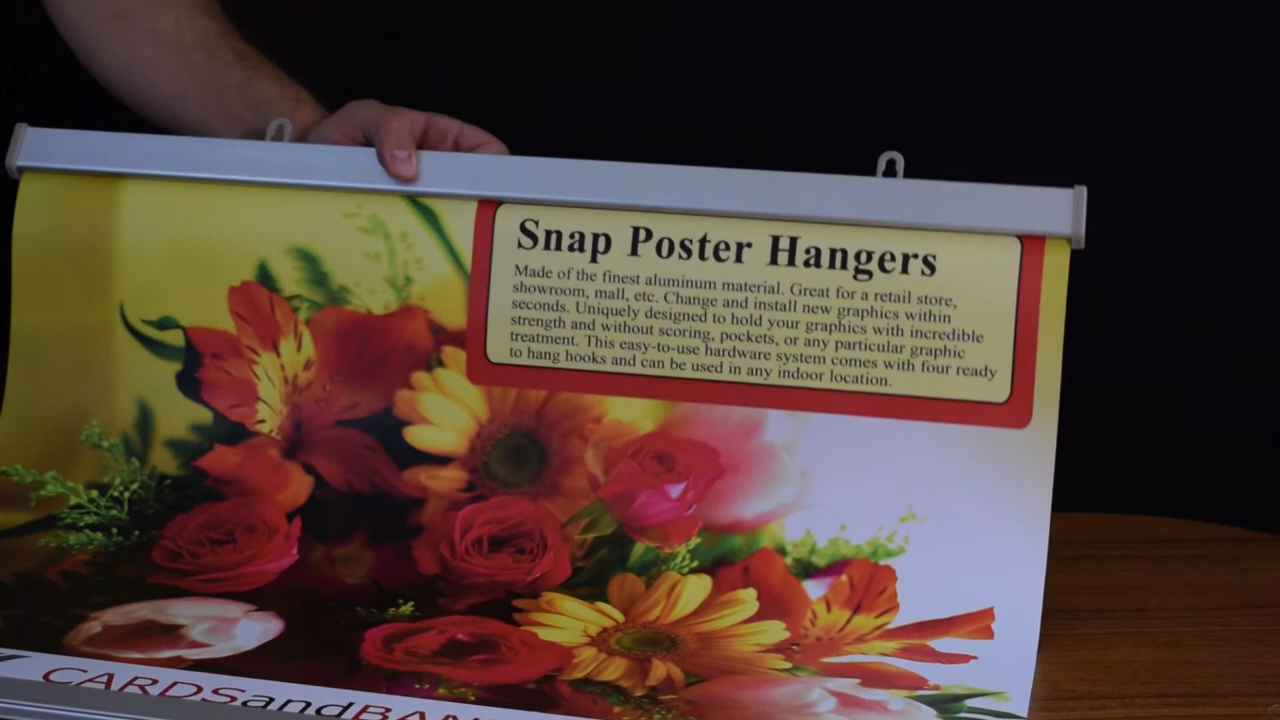 Snap Poster Hangers
Made of the finest aluminum material. Great for a retail store,
showroom, mall, etc. Change and install new graphics within
seconds. Uniquely designed to hold your graphics with incredible
strength and without scoring, pockets, or any particular graphic
treatment. This easy-to-use hardware system comes with four ready
to hang hooks and can be used in any indoor location.
CARDSandBAN